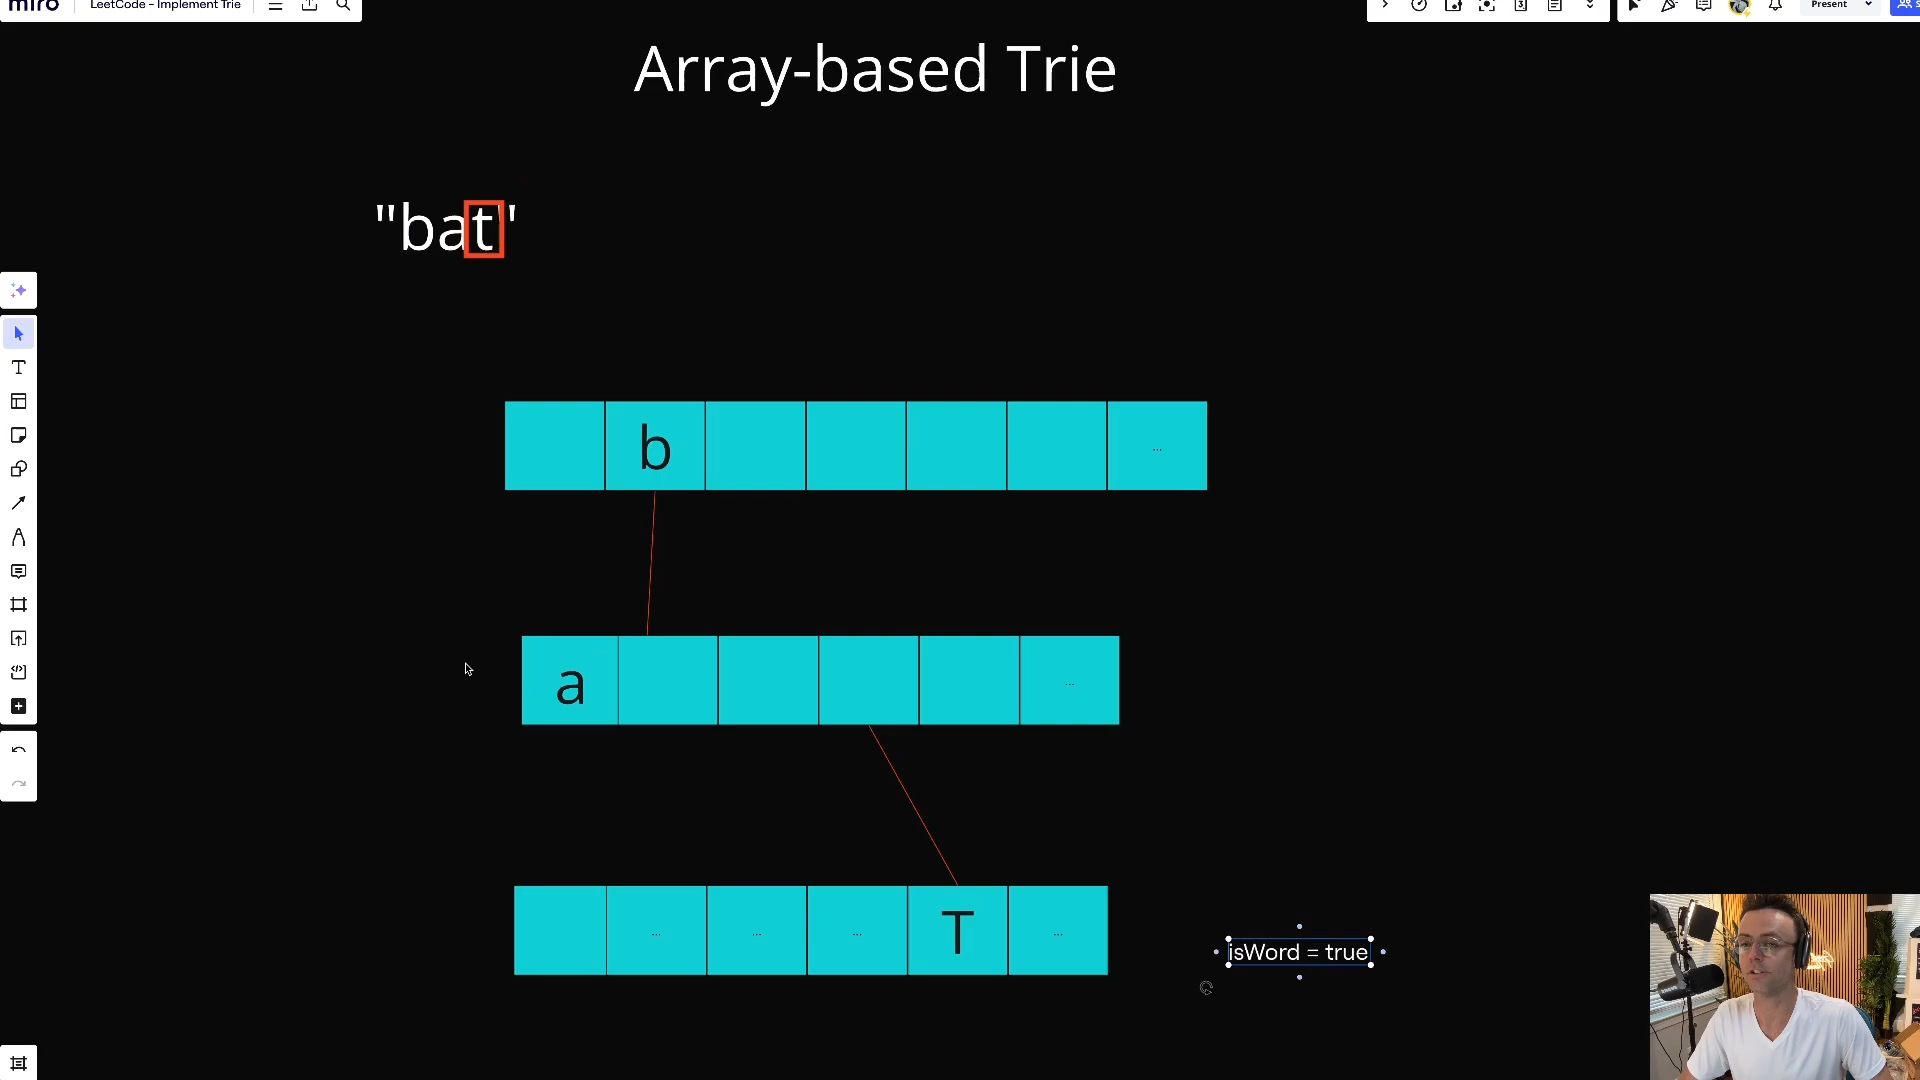 miro
LeetCode - Implement Trie
Present
Array-based Trie
"bat"
b
...
a
...
...
...
...
T
...
isWord = true